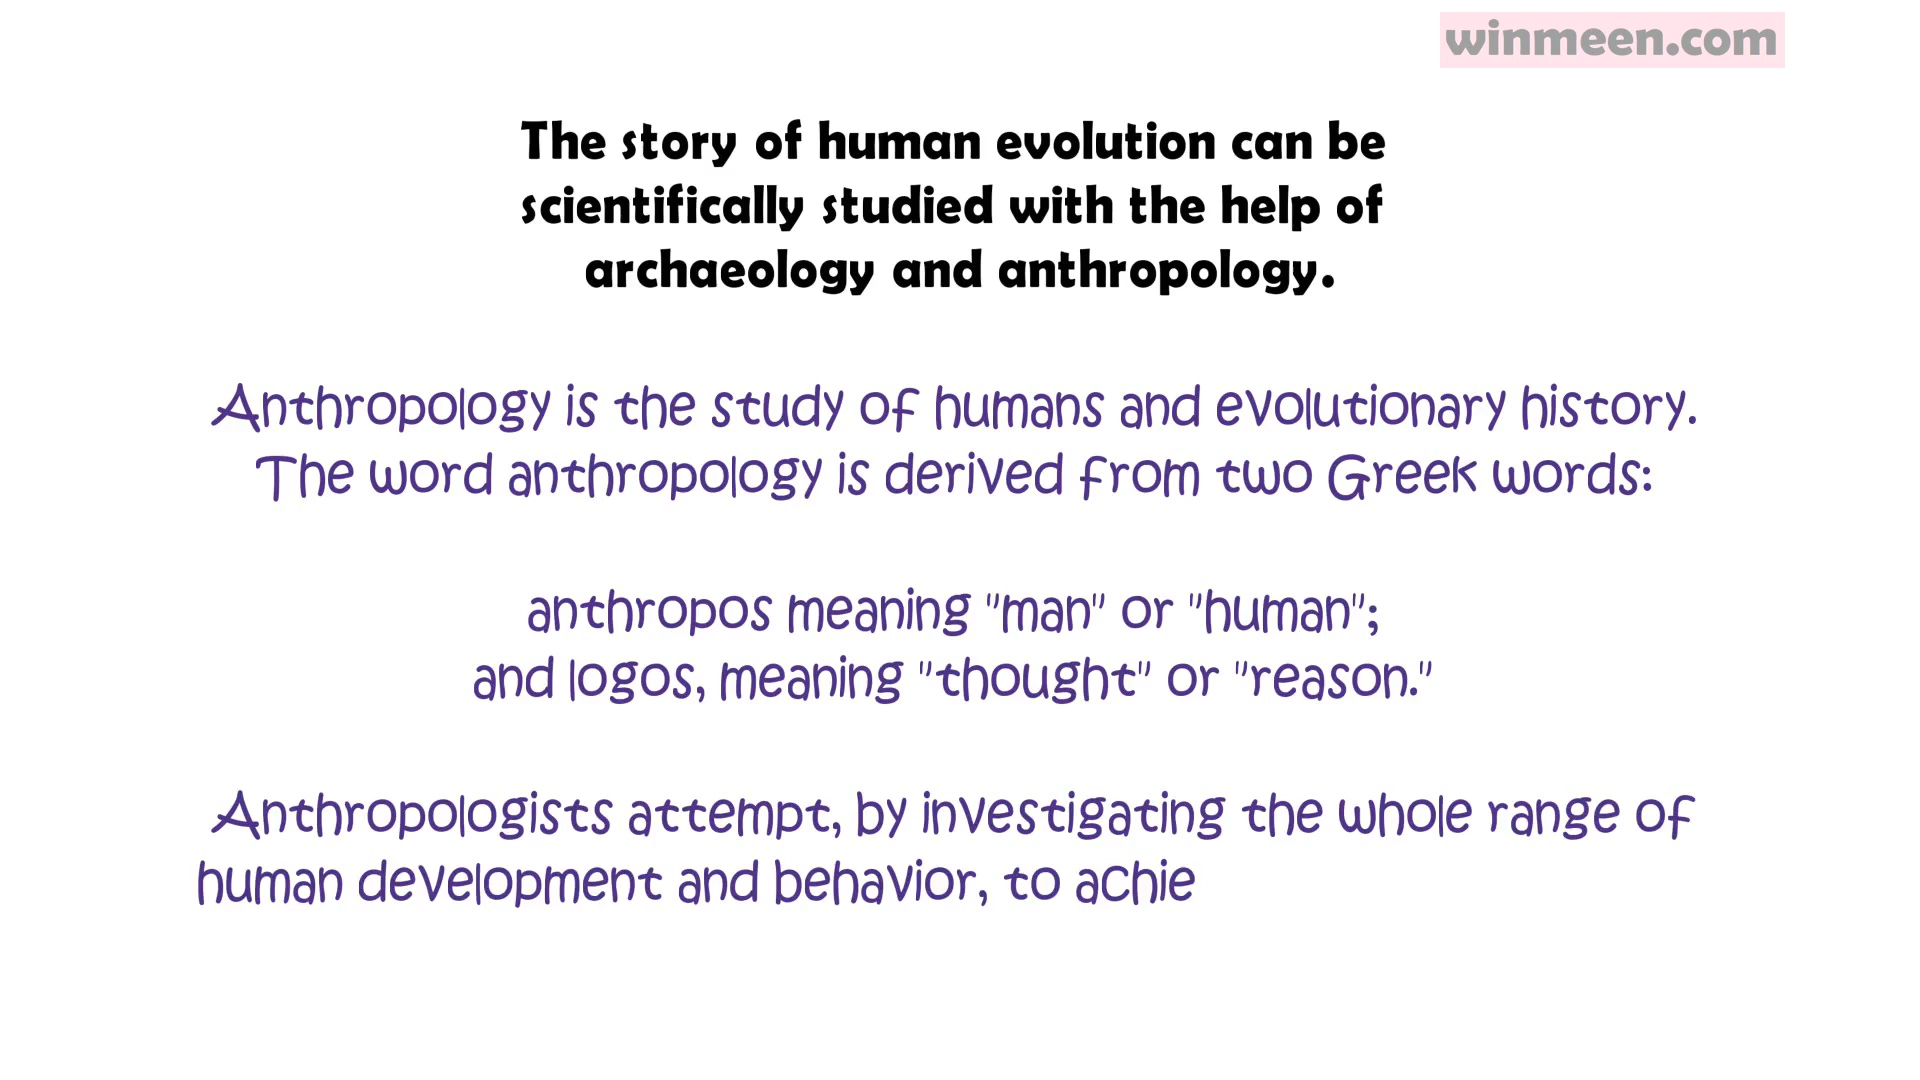 winmeen.com
The story of human evolution can be
scientifically studied with the help of
archaeology and anthropology.
Anthropology is the study of humans and evolutionary history.
The word anthropology is derived from two Greek words:
anthropos meaning "man" or "human";
and logos, meaning "thought" or "reason."
Anthropologists attempt, by investigating the whole range of
human development and behavior, to achie